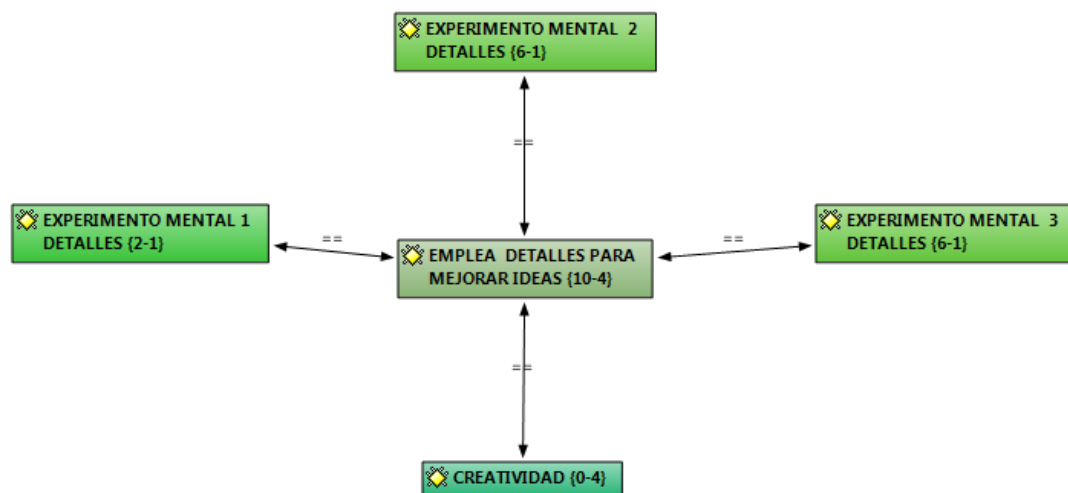 EXPERIMENTO MENTAL 2
DETALLES {6-1}
==
EXPERIMENTO MENTAL 1
DETALLES {2-1}
==
EMPLEA DETALLES PARA
MEJORAR IDEAS {10-4}
==
EXPERIMENTO MENTAL 3
DETALLES {6-1}
==
CREATIVIDAD {0-4}